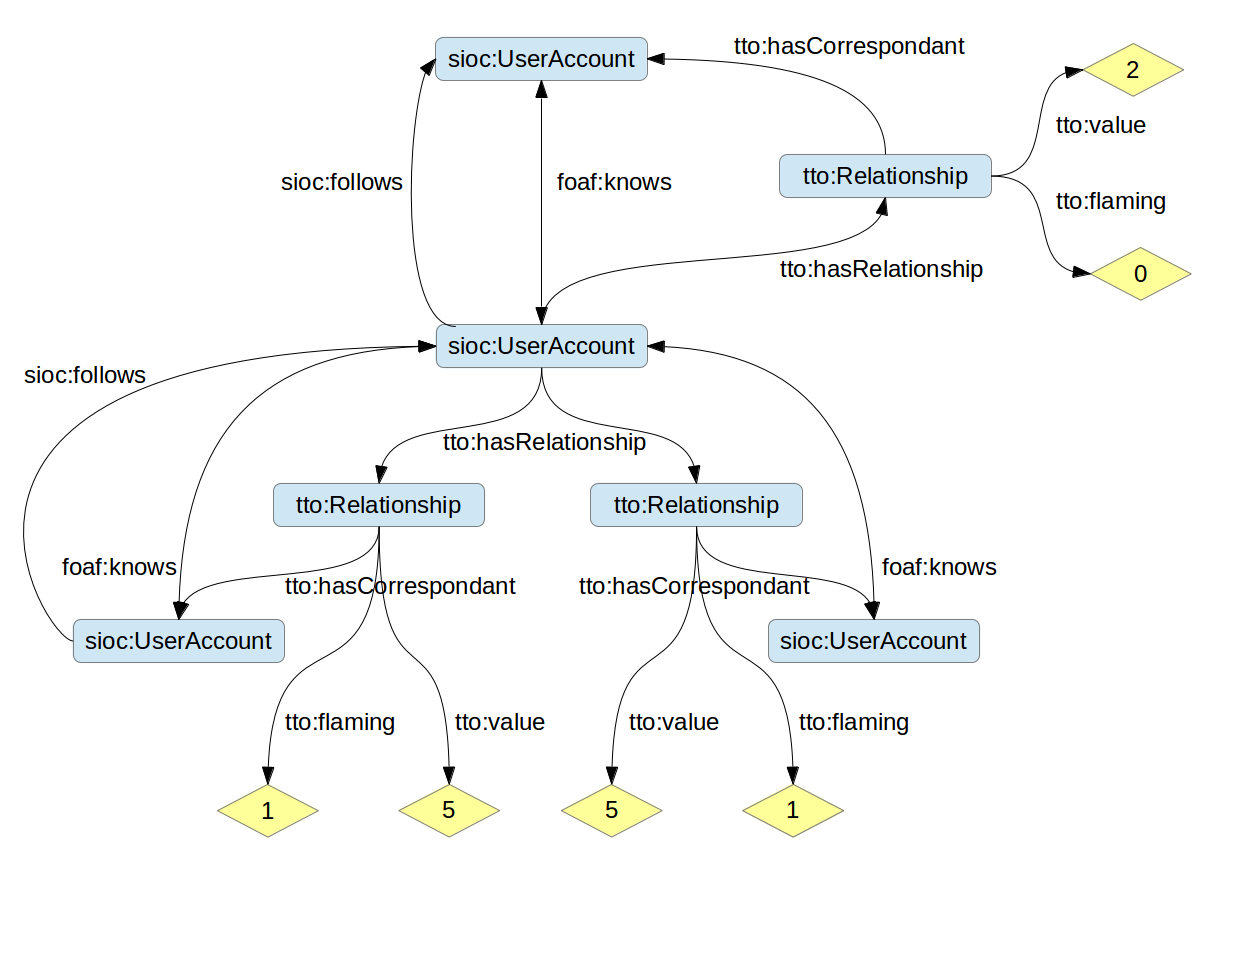 tto:hasCorrespondant
sioc:UserAccount
2
tto:value
tto:Relationship
sioc:follows
foaf:knows
tto:flaming
tto:hasRelationship
0
sioc:UserAccount
sioc:follows
tto:hasRelationship
tto:Relationship
tto:Relationship
foaf:knows
foaf:knows
tto:hasCorrespondant
tto:hasCorrespondant
sioc:UserAccount
sioc:UserAccount
tto:flaming
tto:value
tto:value
tto:flaming
1
5
5
1